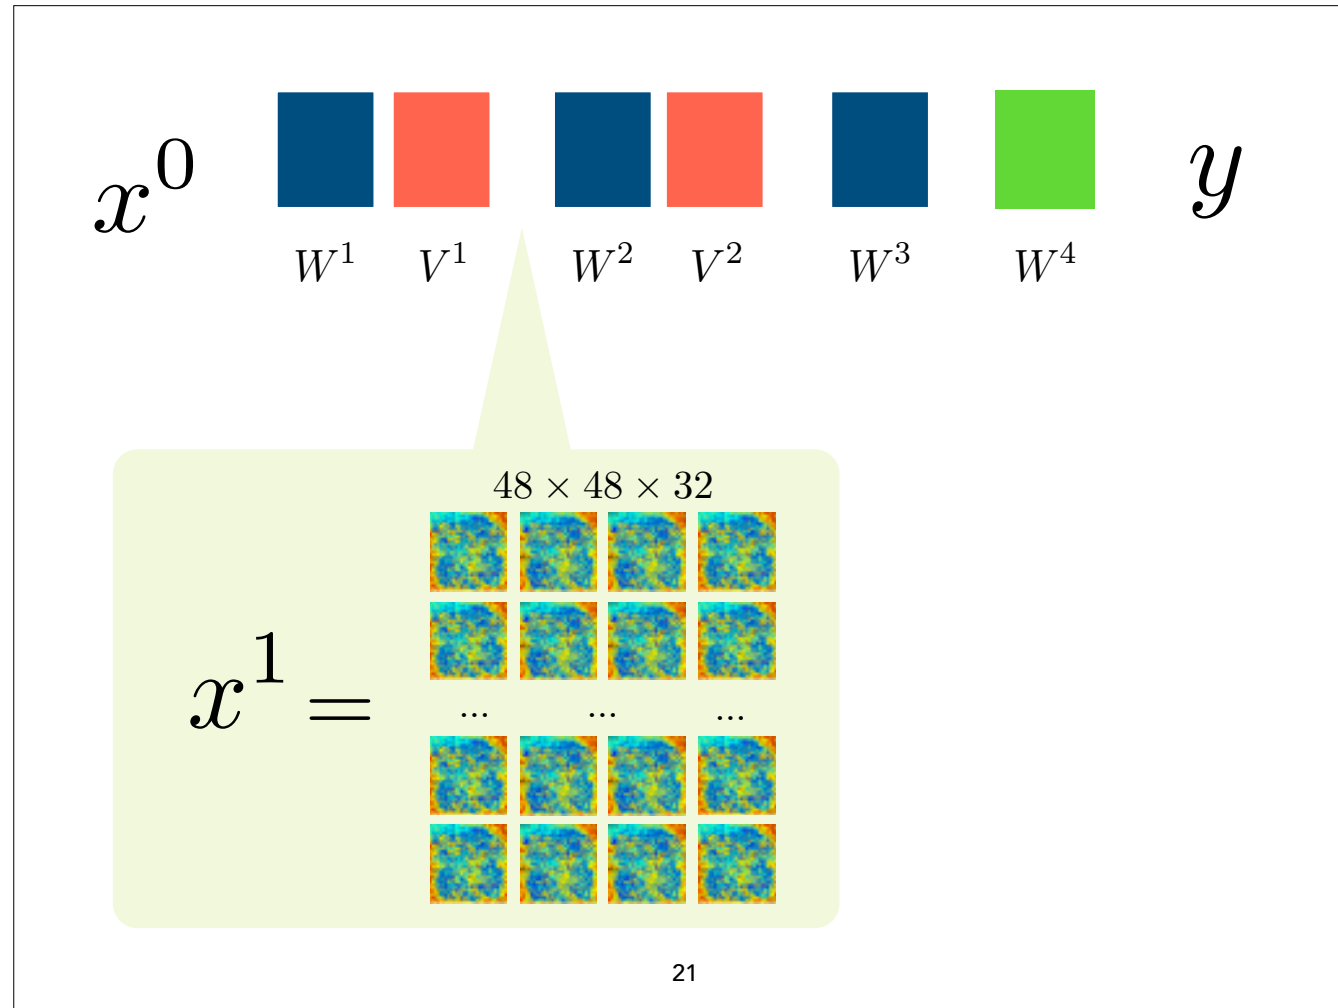 x^0 y
W^1 V^1 W^2 V^2 W^3 W^4
48 × 48 × 32
x^1 =
... ... ...
21